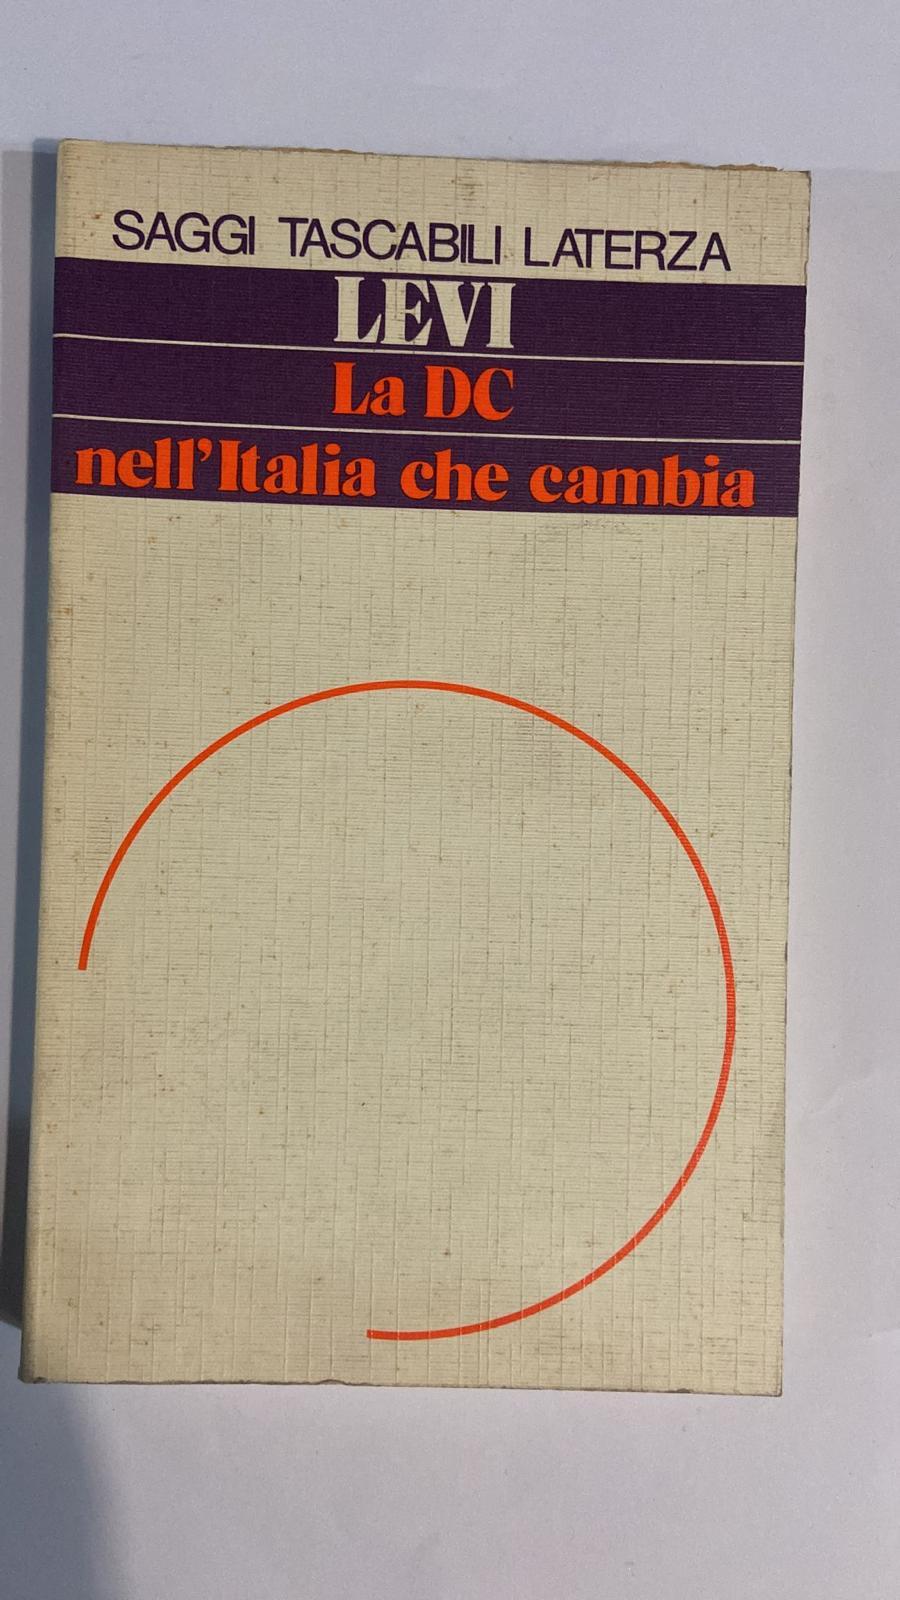 SAGGI TASCABILI LATERZA
LEVI
La DC
nell'Italia che cambia